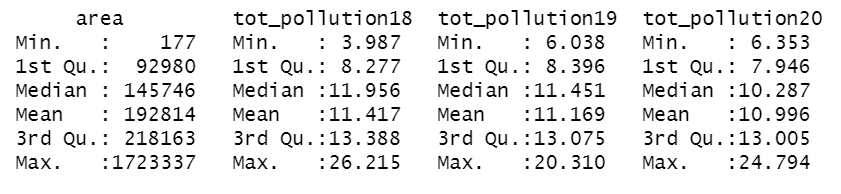 area tot_pollution18 tot_pollution19 tot_pollution20
Min.   :    177 Min.   : 3.987 Min.   : 6.038 Min.   : 6.353
1st Qu.:  92980 1st Qu.: 8.277 1st Qu.: 8.396 1st Qu.: 7.946
Median : 145746 Median :11.956 Median :11.451 Median :10.287
Mean   : 192814 Mean   :11.417 Mean   :11.169 Mean   :10.996
3rd Qu.: 218163 3rd Qu.:13.388 3rd Qu.:13.075 3rd Qu.:13.005
Max.   :1723337 Max.   :26.215 Max.   :20.310 Max.   :24.794